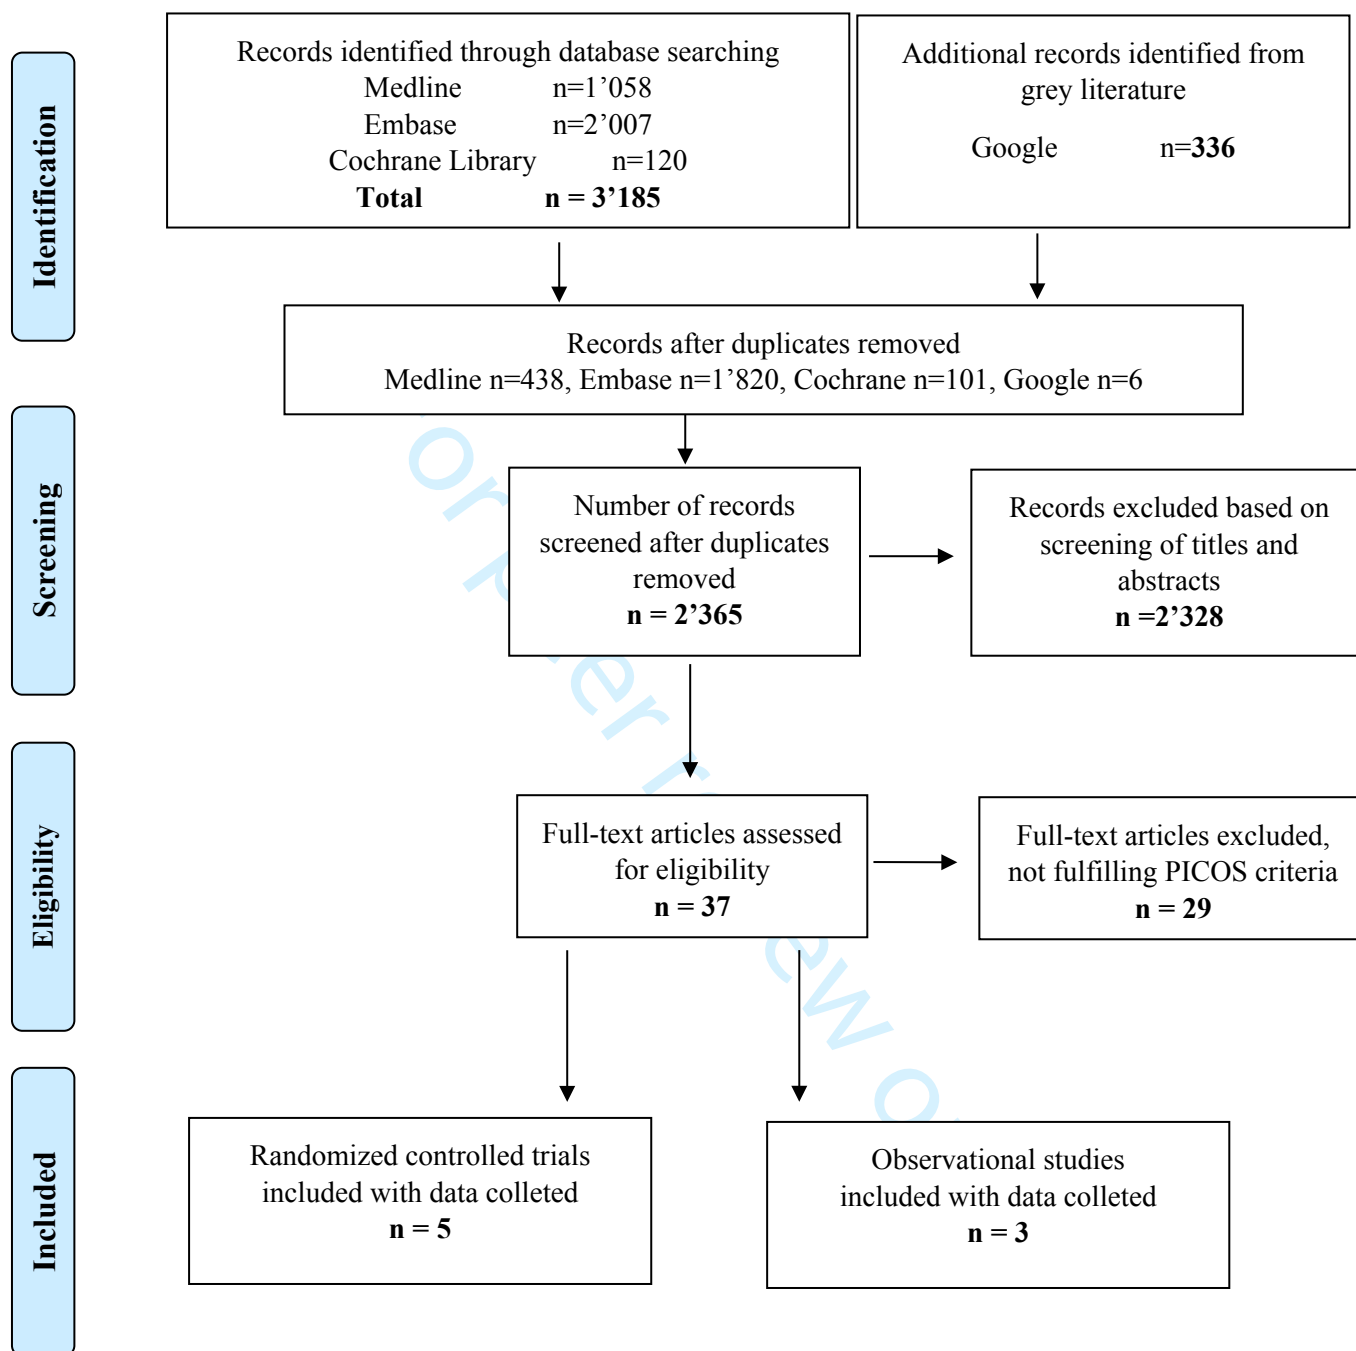 Identification
Records identified through database searching
Medline n=1’058
Embase n=2’007
Cochrane Library n=120
Total n = 3’185
Additional records identified from
grey literature
Google n=336
Records after duplicates removed
Medline n=438, Embase n=1’820, Cochrane n=101, Google n=6
Screening
Number of records
screened after duplicates
removed
n = 2’365
Records excluded based on
screening of titles and
abstracts
n =2’328
Eligibility
Full-text articles assessed
for eligibility
n = 37
Full-text articles excluded,
not fulfilling PICOS criteria
n = 29
Included
Randomized controlled trials
included with data colleted
n = 5
Observational studies
included with data colleted
n = 3